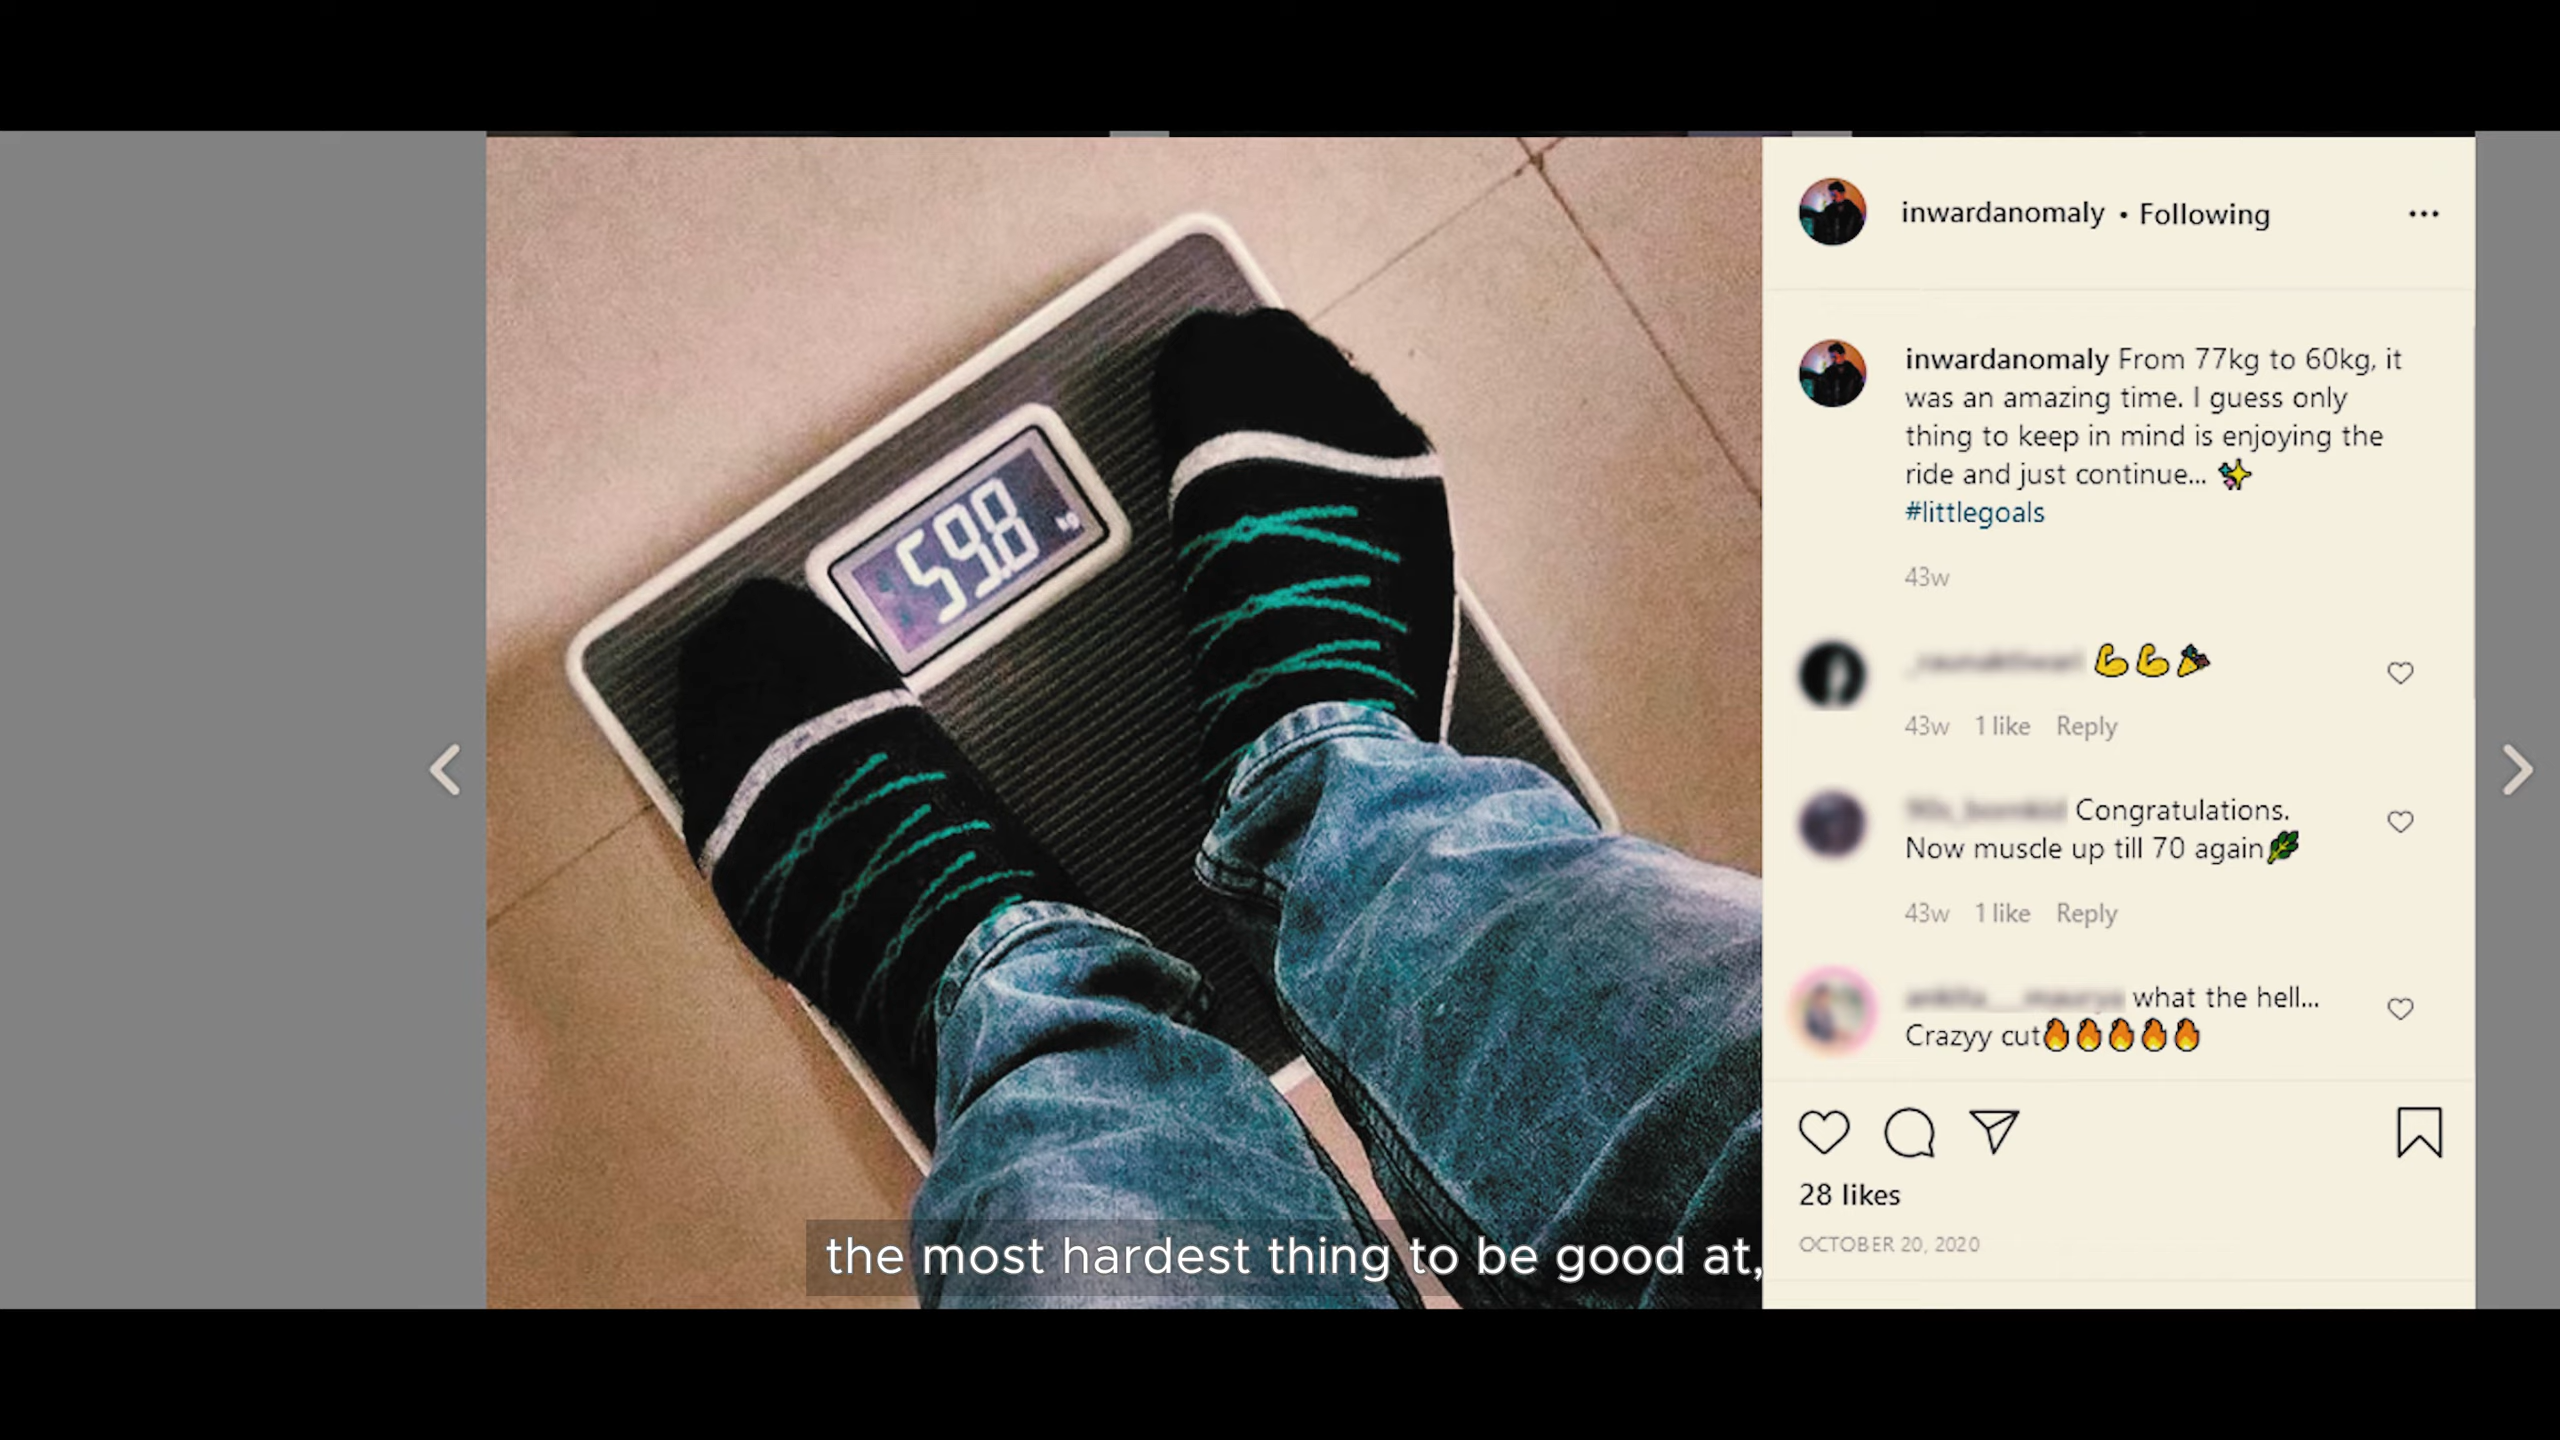 59.8 kg
inwardanomaly • Following
inwardanomaly From 77kg to 60kg, it
was an amazing time. I guess only
thing to keep in mind is enjoying the
ride and just continue... ✨
#littlegoals
43w
💪💪🎉
43w 1 like Reply
Congratulations.
Now muscle up till 70 again🌿
43w 1 like Reply
what the hell...
Crazyy cut🔥🔥🔥🔥🔥
28 likes
OCTOBER 20, 2020
the most hardest thing to be good at,